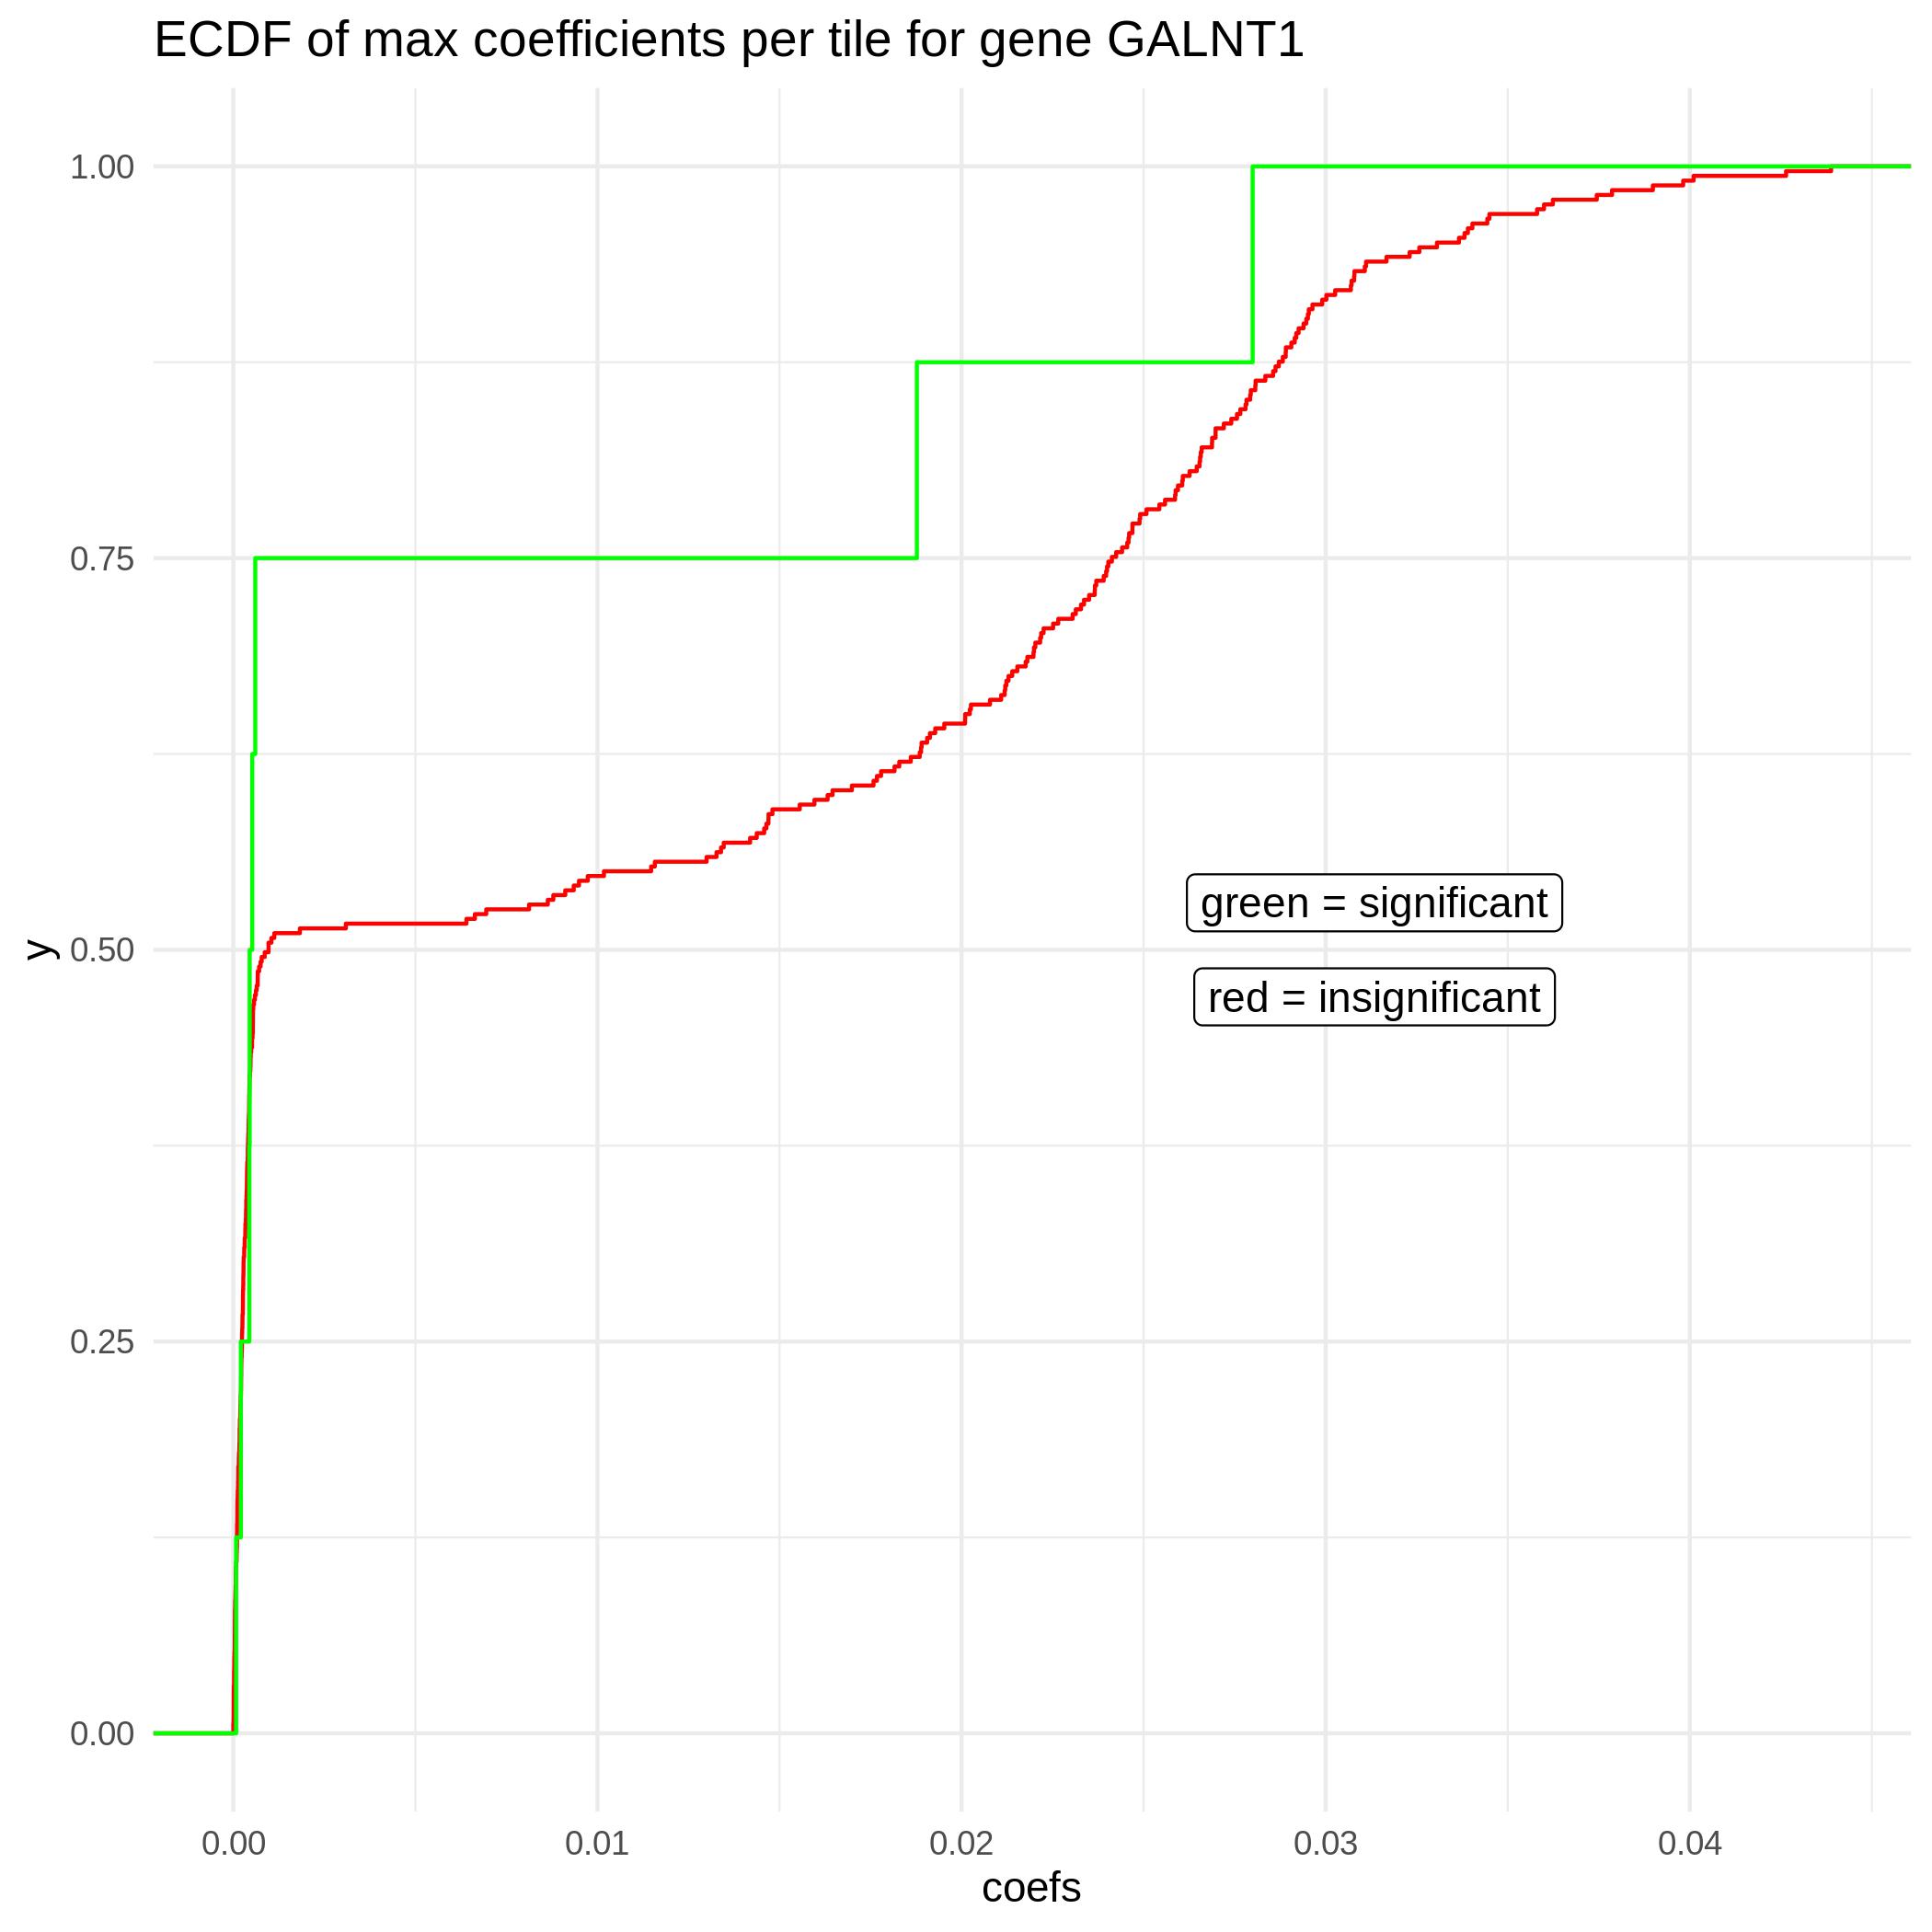 ECDF of max coefficients per tile for gene GALNT1
1.00
0.75
0.50
0.25
0.00
y
green = significant
red = insignificant
0.00 0.01 0.02 0.03 0.04
coefs